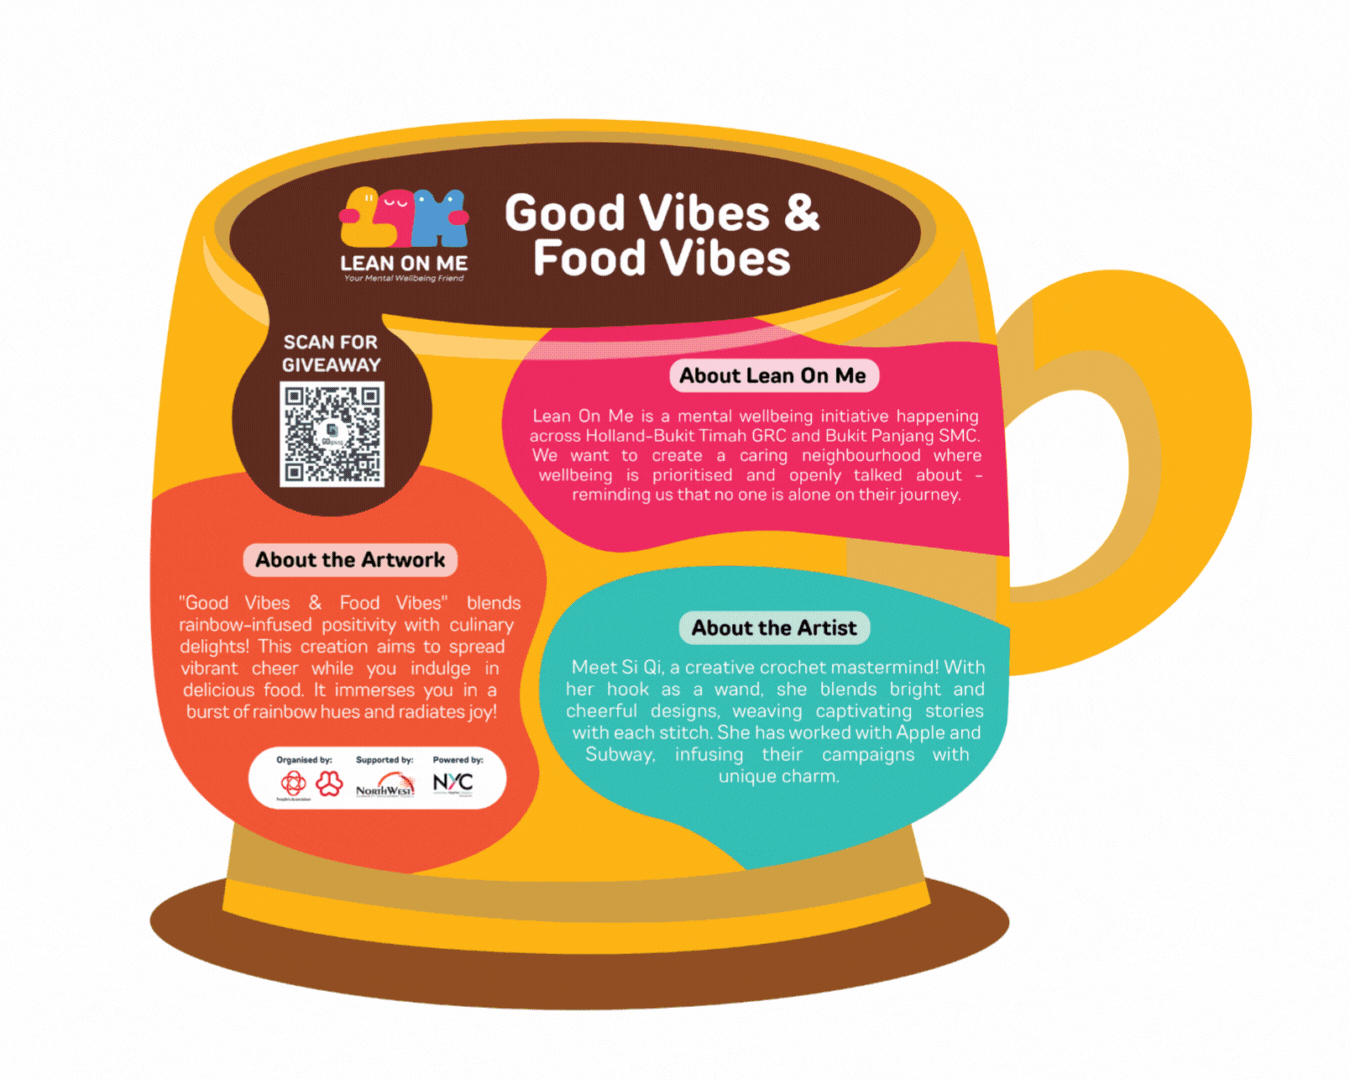 LEAN ON ME
Your Mental Wellbeing Friend
Good Vibes &
Food Vibes
SCAN FOR
GIVEAWAY
About Lean On Me
Lean On Me is a mental wellbeing initiative happening
across Holland-Bukit Timah GRC and Bukit Panjang SMC.
We want to create a caring neighbourhood where
wellbeing is prioritised and openly talked about –
reminding us that no one is alone on their journey.
About the Artwork
"Good Vibes & Food Vibes" blends
rainbow-infused positivity with culinary
delights! This creation aims to spread
vibrant cheer while you indulge in
delicious food. It immerses you in a
burst of rainbow hues and radiates joy!
About the Artist
Meet Si Qi, a creative crochet mastermind! With
her hook as a wand, she blends bright and
cheerful designs, weaving captivating stories
with each stitch. She has worked with Apple and
Subway, infusing their campaigns with
unique charm.
Organised by:
People's Association
Supported by:
NORTHWEST
Powered by:
NYC